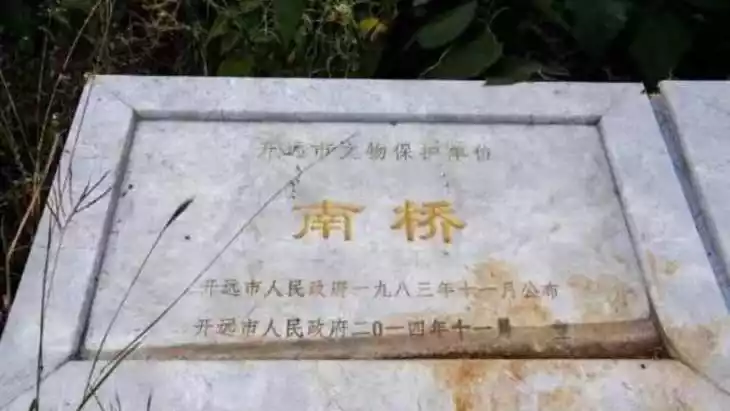 开远市文物保护单位
南桥
开远市人民政府一九八三年十一月公布
开远市人民政府二〇一四年十一月 立